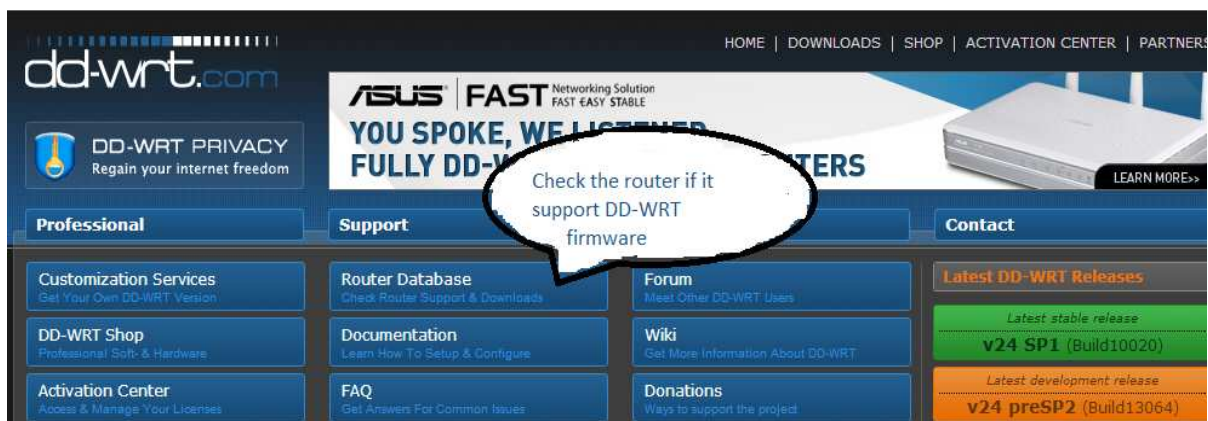 HOME | DOWNLOADS | SHOP | ACTIVATION CENTER | PARTNERS
dd-wrt.com
ASUS FAST Networking Solution
FAST EASY STABLE
YOU SPOKE, WE
FULLY DD-
DD-WRT PRIVACY
Regain your internet freedom
LEARN MORE>>
Check the router if it
support DD-WRT
firmware
Professional
Support
Contact
Customization Services
Get Your Own DD-WRT Version
Router Database
Check Router Support & Downloads
Forum
Meet Other DD-WRT Users
Latest DD-WRT Releases
Latest stable release
v24 SP1 (Build10020)
DD-WRT Shop
Professional Soft- & Hardware
Documentation
Learn How To Setup & Configure
Wiki
Get More Information About DD-WRT
Latest development release
v24 preSP2 (Build13064)
Activation Center
Access & Manage Your Licenses
FAQ
Get Answers For Common Issues
Donations
Ways to support the project